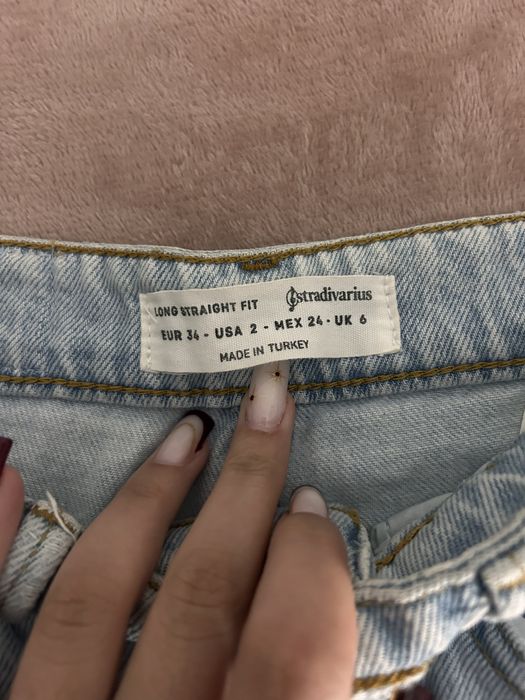 LONG STRAIGHT FIT
stradivarius
EUR 34 - USA 2 - MEX 24 - UK 6
MADE IN TURKEY